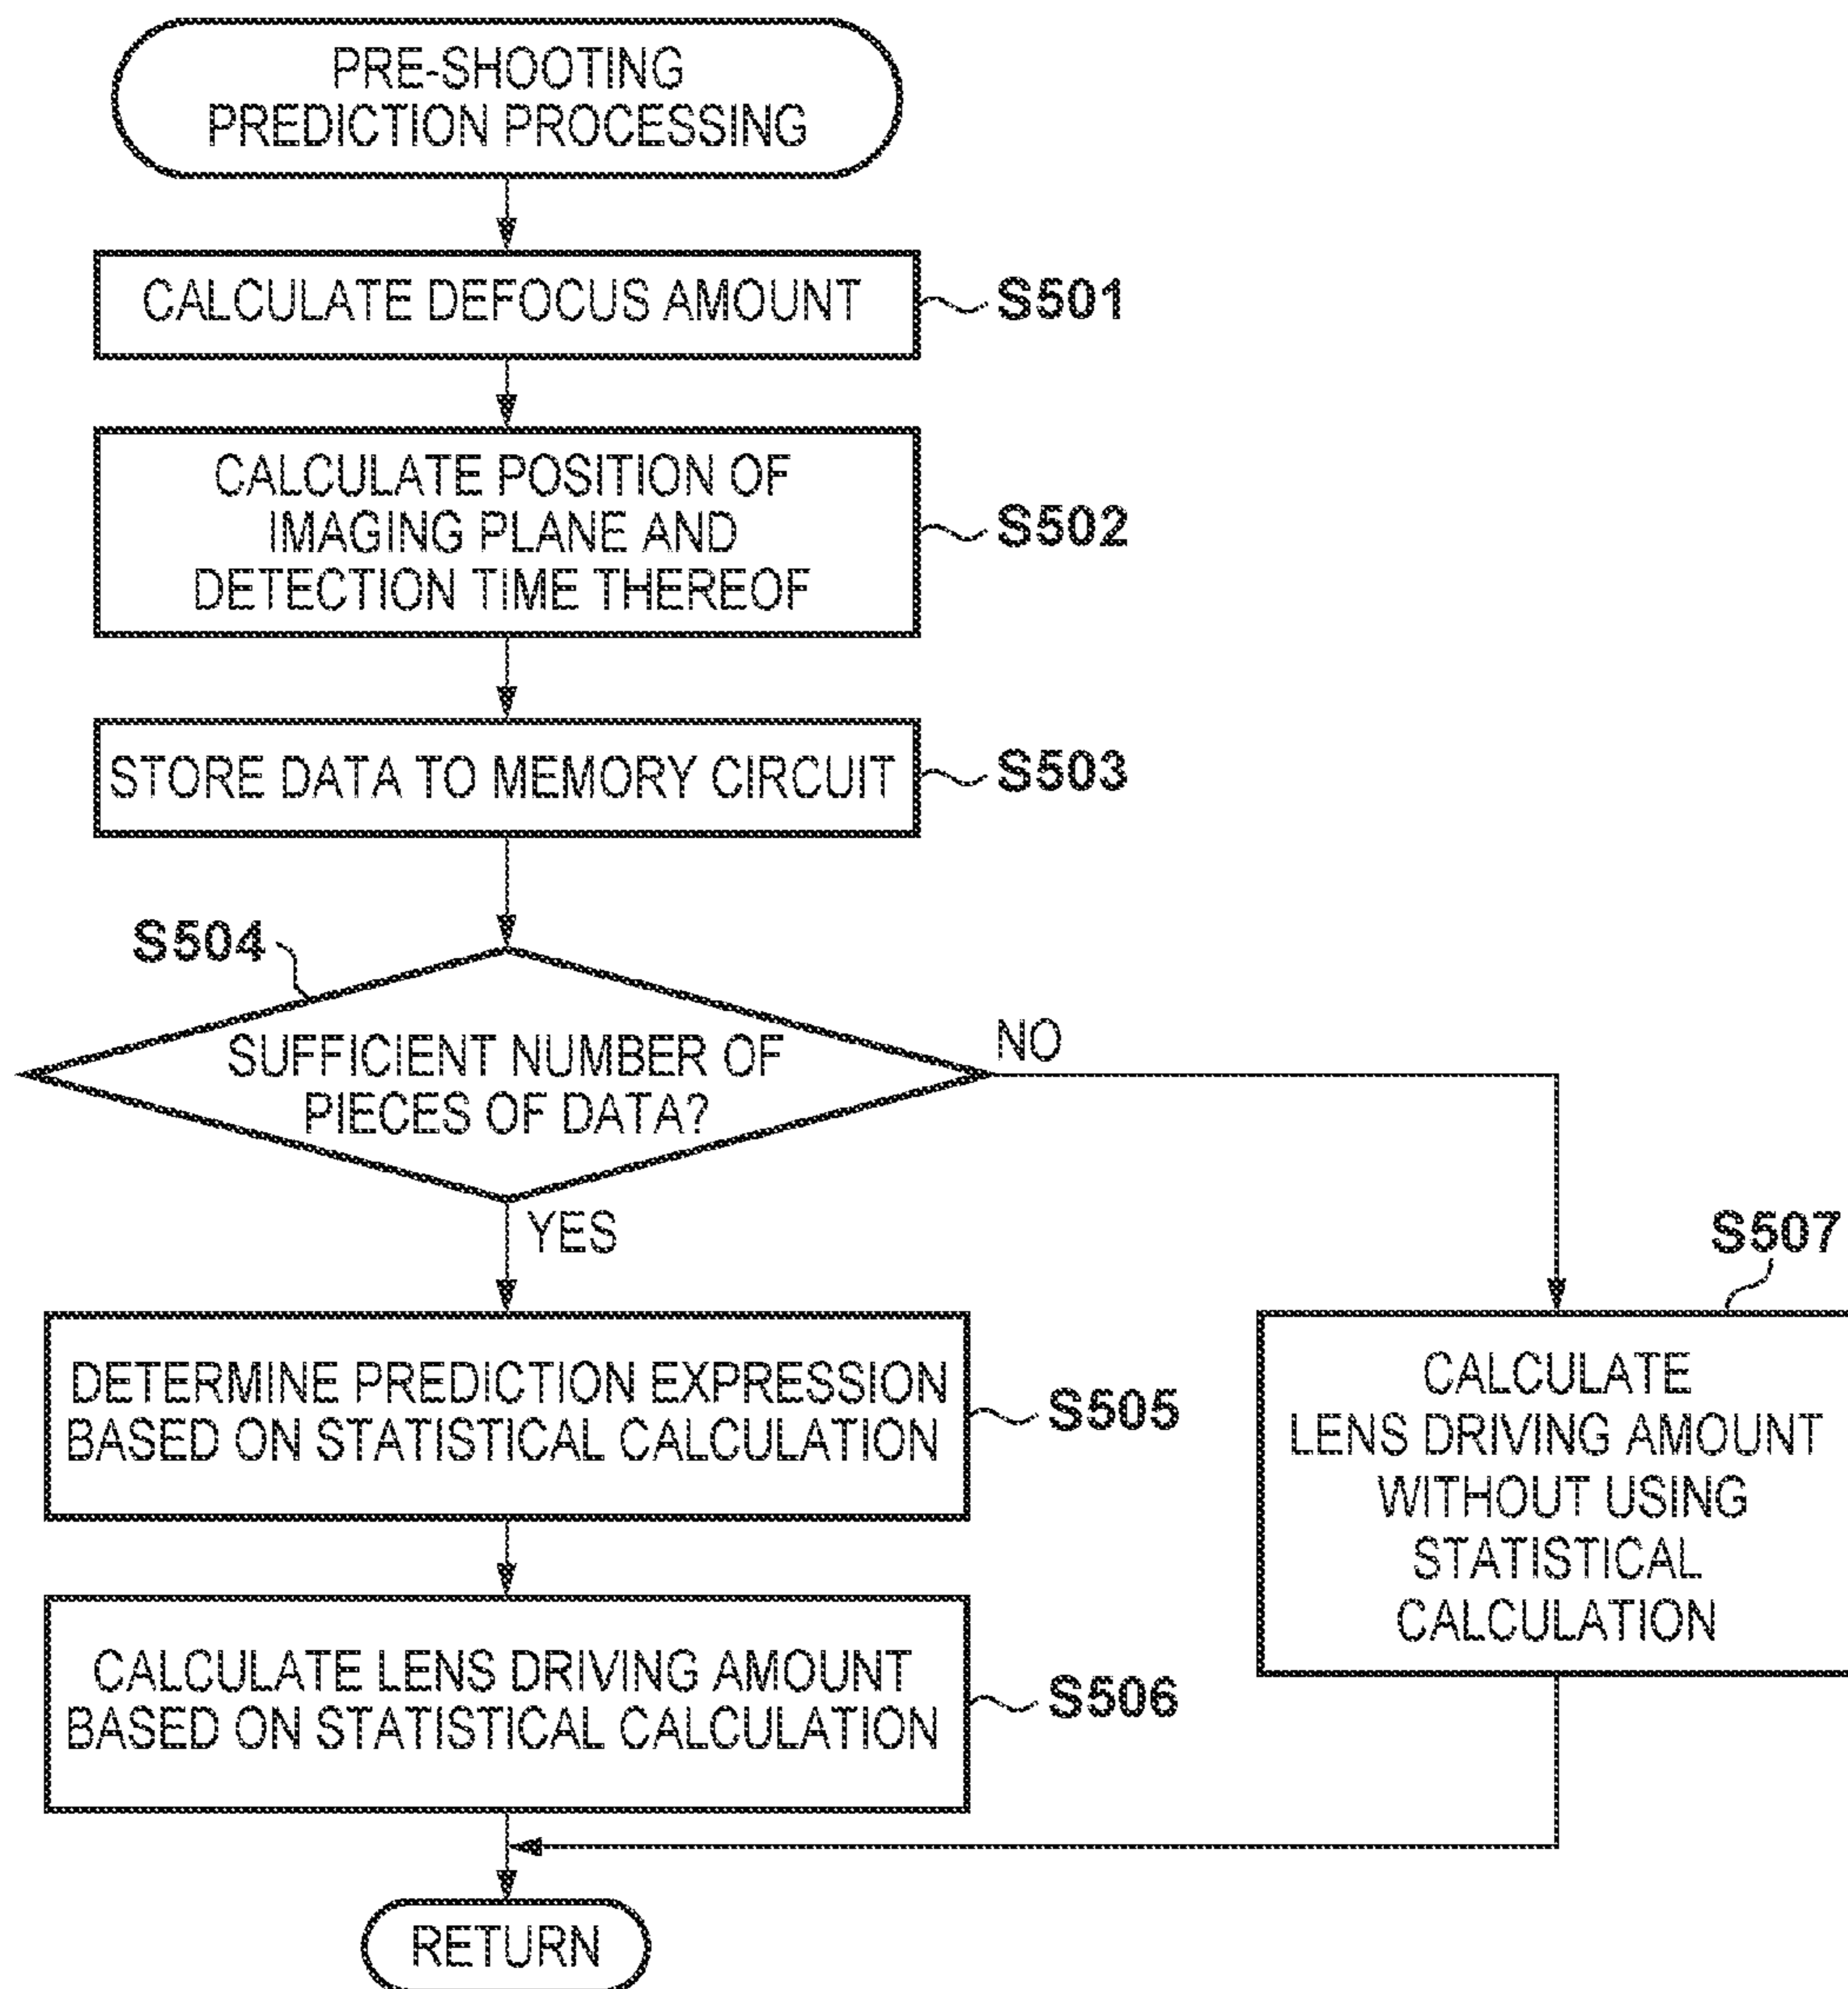 PRE-SHOOTING
PREDICTION PROCESSING
CALCULATE DEFOCUS AMOUNT
S501
CALCULATE POSITION OF
IMAGING PLANE AND
DETECTION TIME THEREOF
S502
STORE DATA TO MEMORY CIRCUIT
S503
S504
SUFFICIENT NUMBER OF
PIECES OF DATA?
NO
YES
DETERMINE PREDICTION EXPRESSION
BASED ON STATISTICAL CALCULATION
S505
CALCULATE LENS DRIVING AMOUNT
BASED ON STATISTICAL CALCULATION
S506
S507
CALCULATE
LENS DRIVING AMOUNT
WITHOUT USING
STATISTICAL
CALCULATION
RETURN